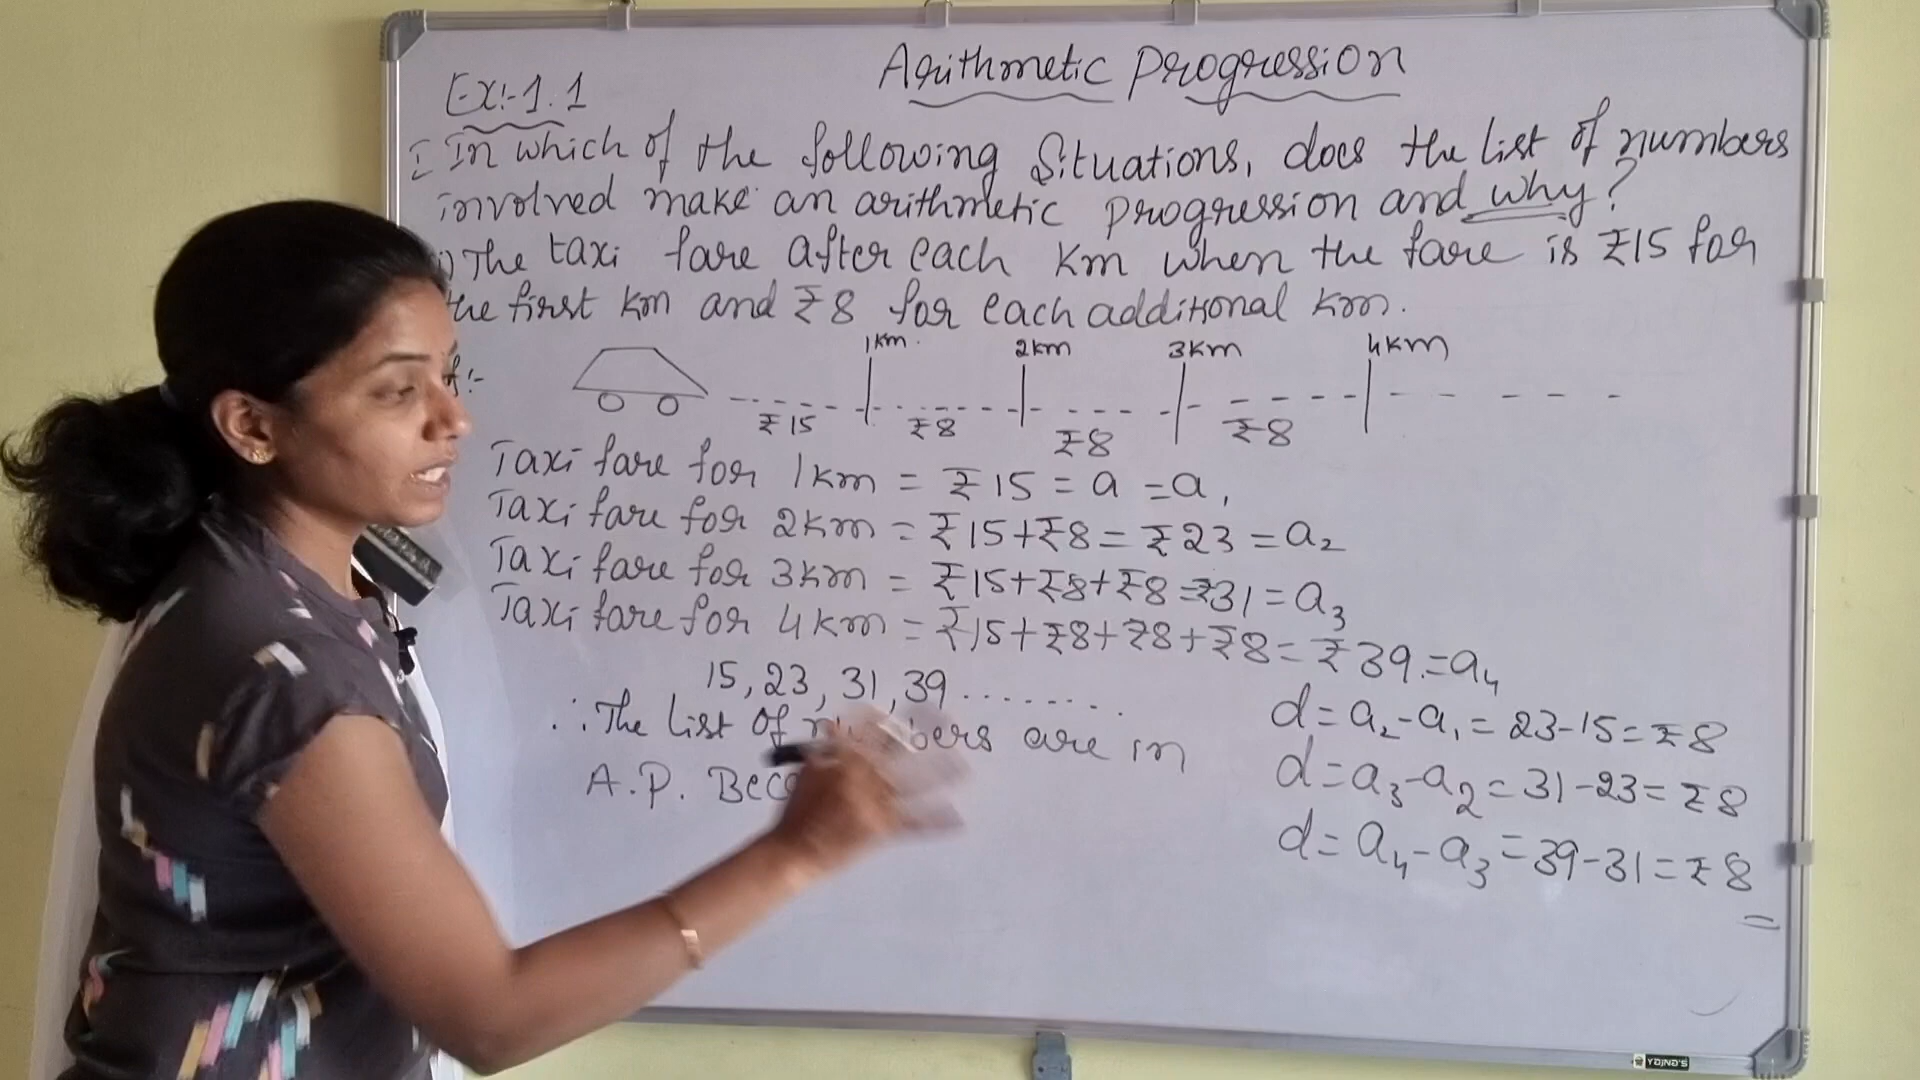 Arithmetic Progression
Ex:-1.1
I In which of the following Situations, does the list of numbers
involved make an arithmetic progression and why?
i) The taxi fare after each Km when the fare is ₹15 for
the first km and ₹8 for each additional km.
1km. 2km 3km 4km
₹15 ₹8 ₹8 ₹8
Taxi fare for 1km = ₹15 = a = a₁
Taxi fare for 2km = ₹15+₹8 = ₹23 = a₂
Taxi fare for 3km = ₹15+₹8+₹8 = ₹31 = a₃
Taxi fare for 4km = ₹15+₹8+₹8+₹8 = ₹39. = a₄
15, 23, 31, 39 ........
∴ The list of numbers are in
A.P. Beca
d = a₂-a₁ = 23-15 = ₹8
d = a₃-a₂ = 31-23 = ₹8
d = a₄-a₃ = 39-31 = ₹8